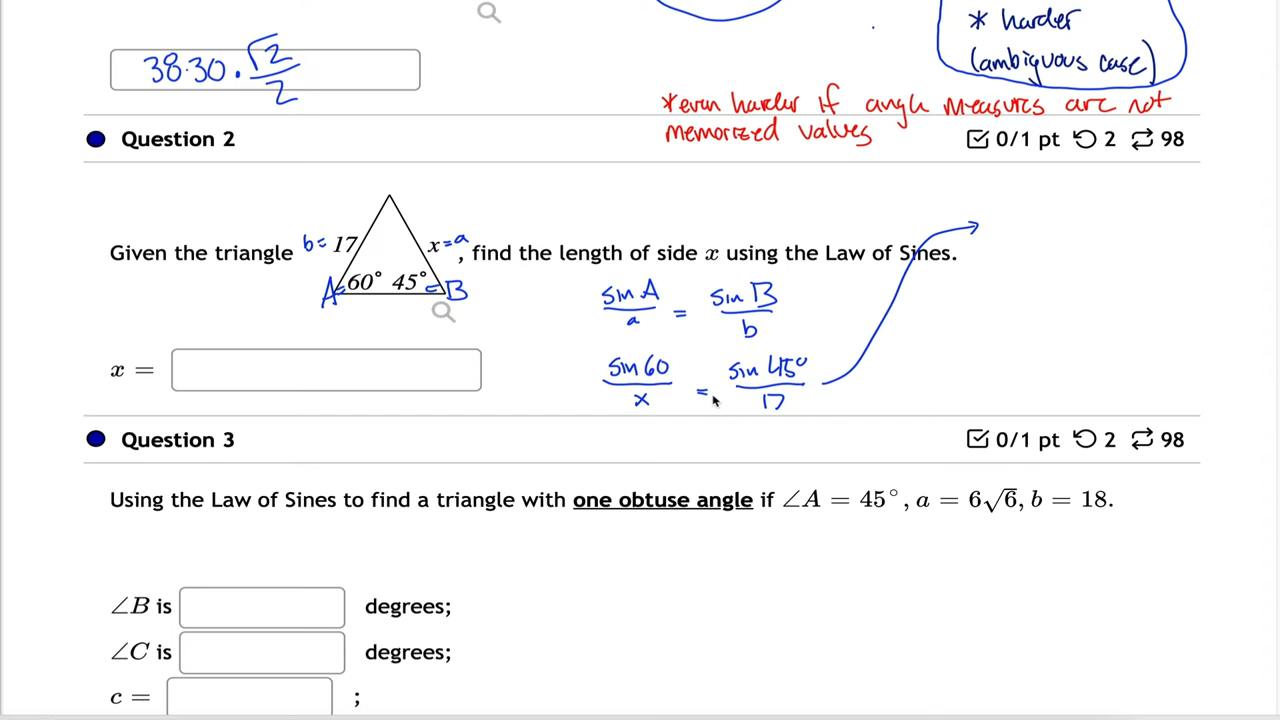 * harder
(ambiguous case)
38·30 · √2/2
*even harder if angle measures are not
memorized values
Question 2
0/1 pt 2 98
b = 17
x = a
Given the triangle , find the length of side x using the Law of Sines.
A = 60° 45° = B
sin A / a = sin B / b
x =
sin 60 / x = sin 45° / 17
Question 3
0/1 pt 2 98
Using the Law of Sines to find a triangle with one obtuse angle if ∠A = 45°, a = 6√6, b = 18.
∠B is degrees;
∠C is degrees;
c = ;